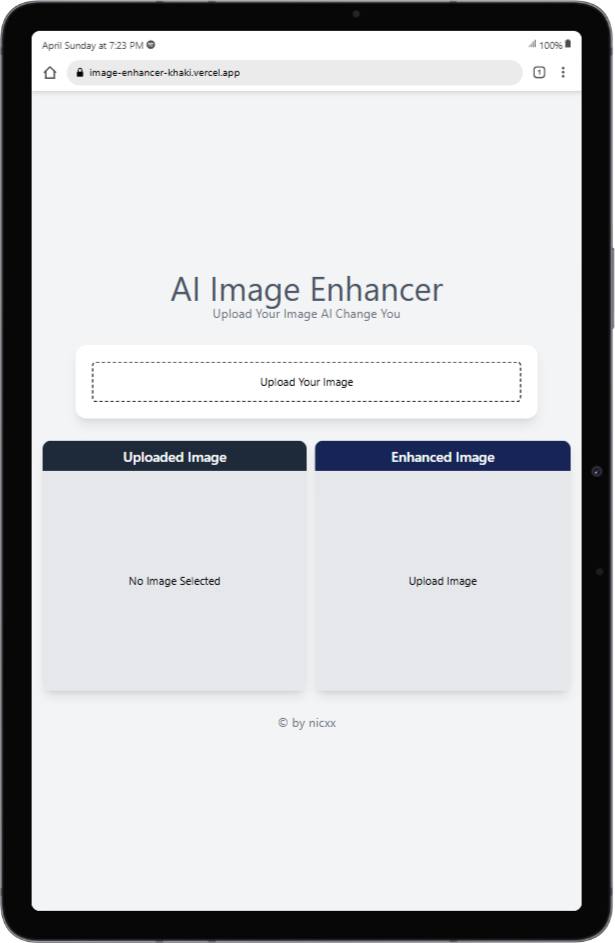 April Sunday at 7:23 PM
100%
image-enhancer-khaki.vercel.app
1
AI Image Enhancer
Upload Your Image AI Change You
Upload Your Image
Uploaded Image
Enhanced Image
No Image Selected
Upload Image
© by nicxx